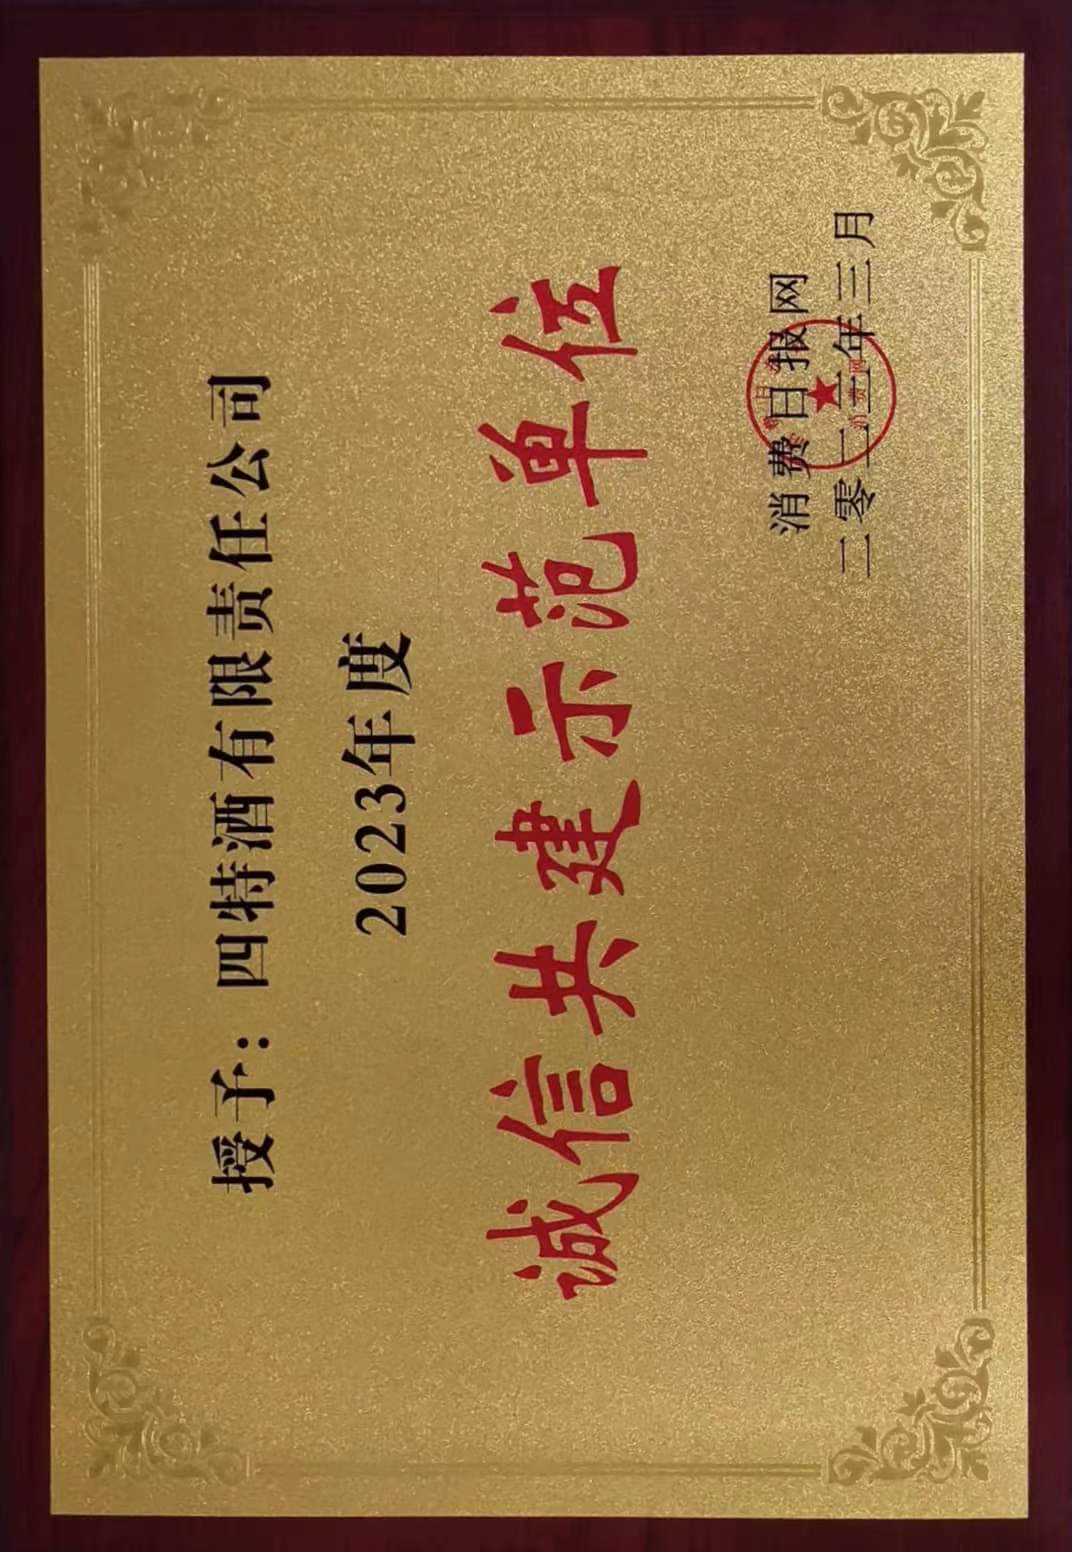 授予：四特酒有限责任公司
2023年度
诚信共建示范单位
消费日报网
二零二三年三月